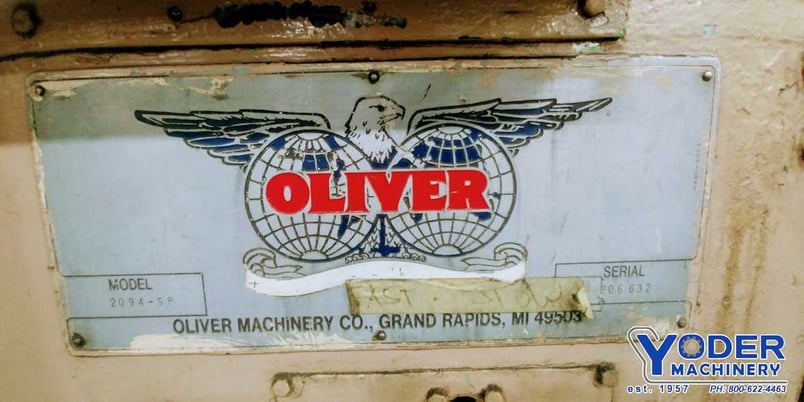 OLIVER
MODEL
2094-SP
SERIAL
206632
OLIVER MACHINERY CO., GRAND RAPIDS, MI 49503
YODER
MACHINERY
est. 1957 PH: 800-622-4463